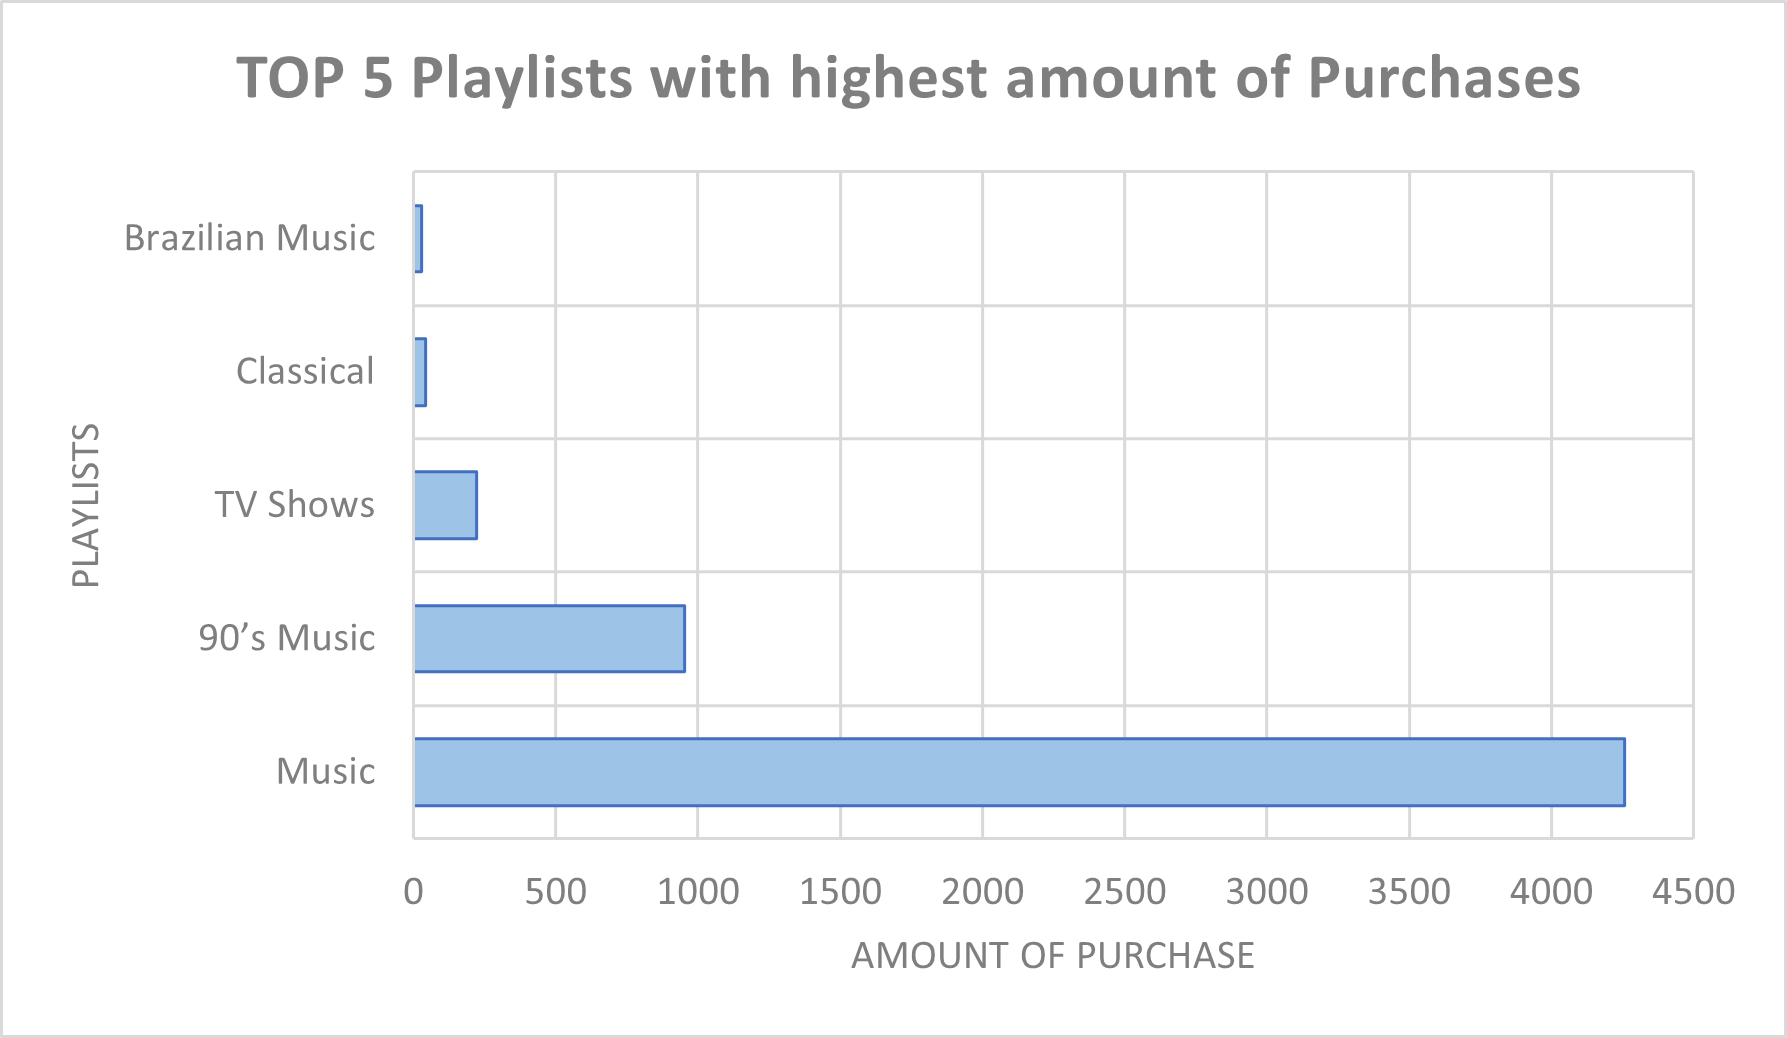 TOP 5 Playlists with highest amount of Purchases
PLAYLISTS
Brazilian Music
Classical
TV Shows
90’s Music
Music
0 500 1000 1500 2000 2500 3000 3500 4000 4500
AMOUNT OF PURCHASE